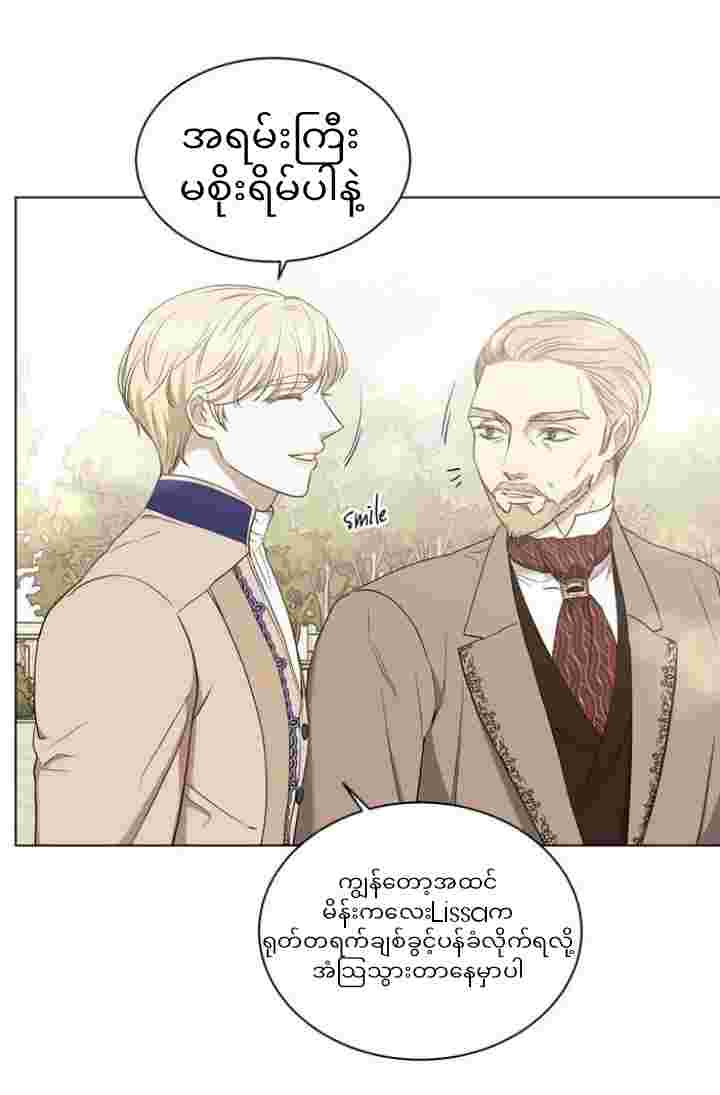 အရမ်းကြီး
မစိုးရိမ်ပါနဲ့
smile
ကျွန်တော့အထင်
မိန်းကလေးLissaက
ရုတ်တရက်ချစ်ခွင့်ပန်ခံလိုက်ရလို့
အံဩသွားတာနေမှာပါ